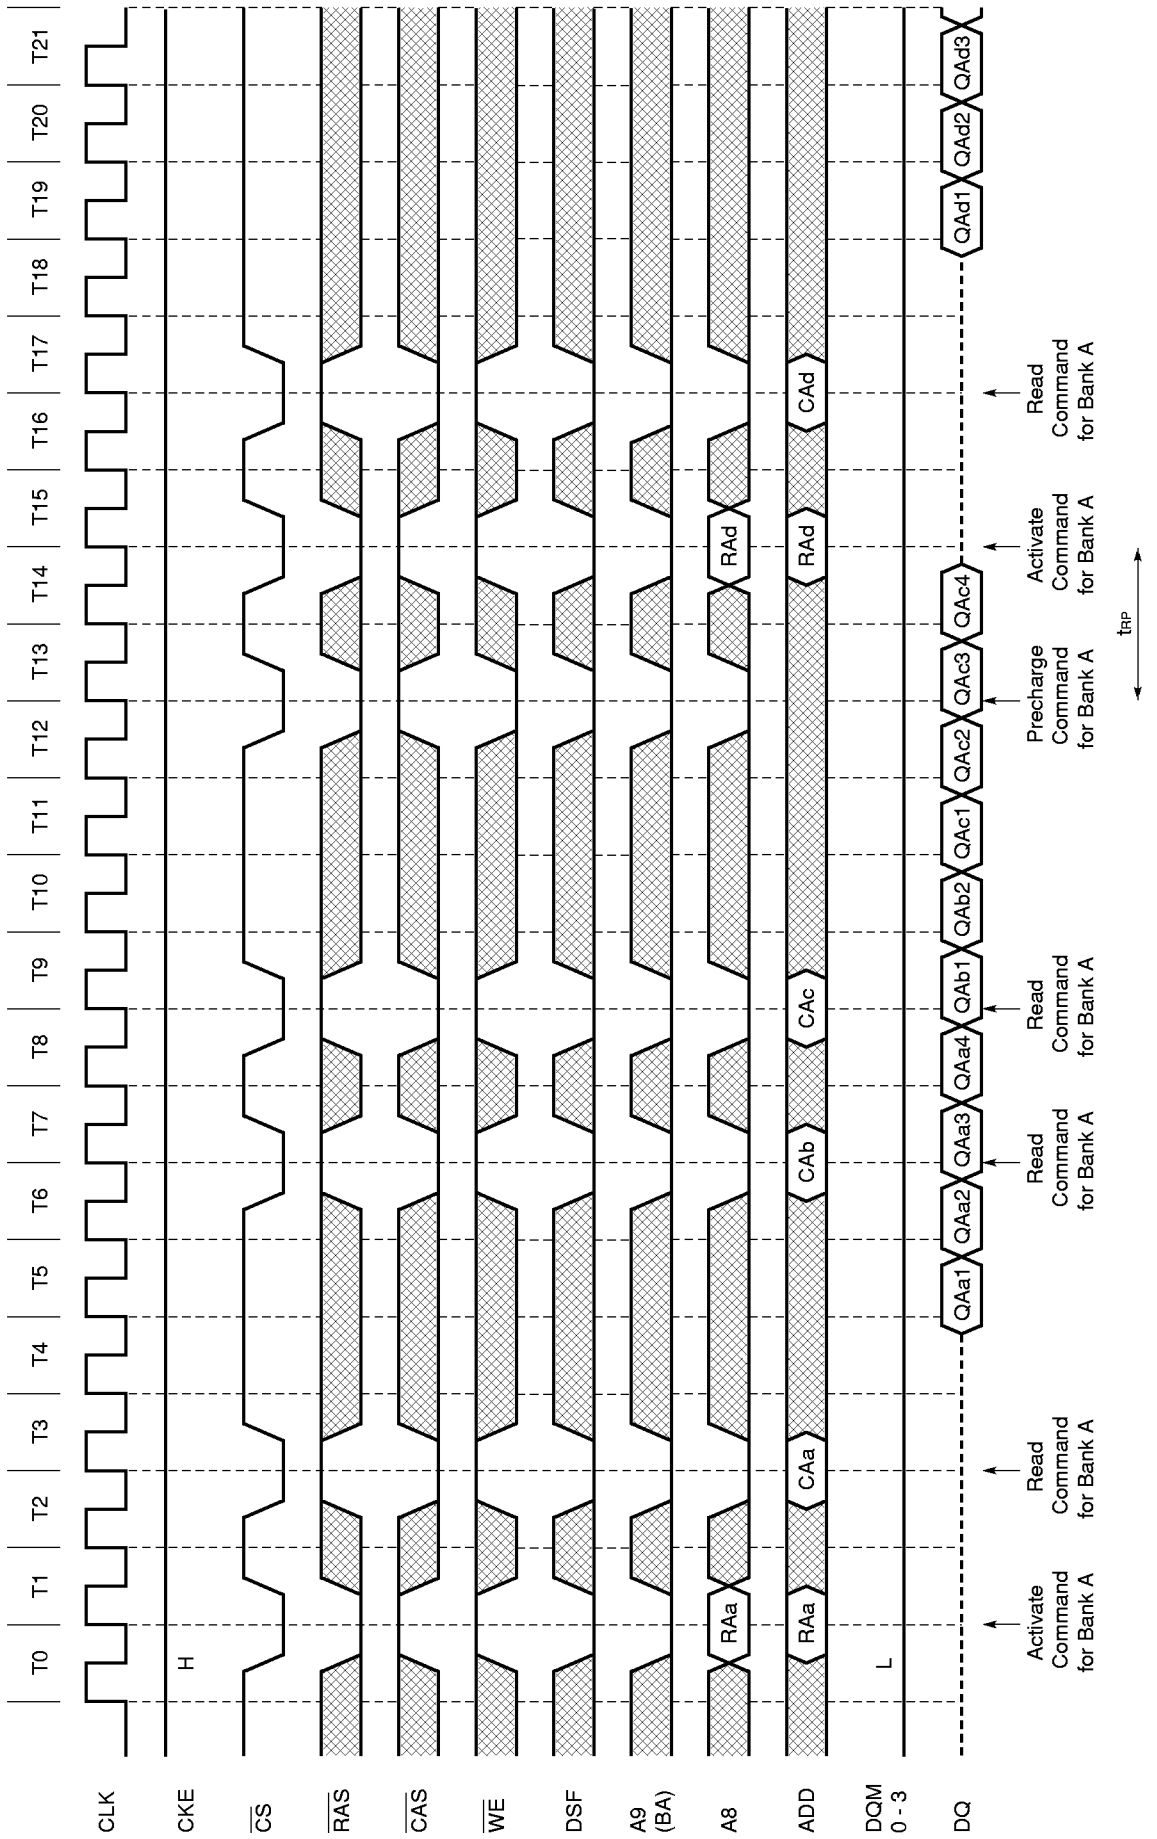 T0 T1 T2 T3 T4 T5 T6 T7 T8 T9 T10 T11 T12 T13 T14 T15 T16 T17 T18 T19 T20 T21
CLK
CKE H
CS
RAS
CAS
WE
DSF
A9
(BA)
A8 RAa RAd
ADD RAa CAa CAb CAc RAd CAd
DQM
0 - 3 L
DQ QAa1 QAa2 QAa3 QAa4 QAb1 QAb2 QAc1 QAc2 QAc3 QAc4 QAd1 QAd2 QAd3
Activate
Command
for Bank A
Read
Command
for Bank A
Read
Command
for Bank A
Read
Command
for Bank A
Precharge
Command
for Bank A
Activate
Command
for Bank A
Read
Command
for Bank A
tRP